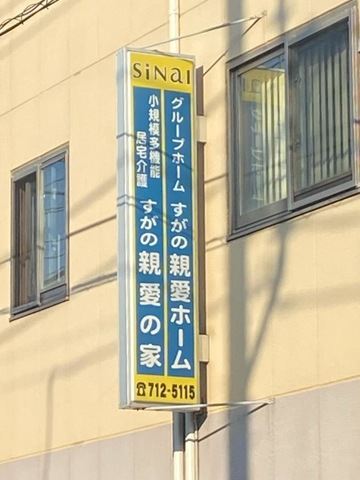 SiNaI
グループホーム すがの親愛ホーム
小規模多機能
居宅介護
すがの親愛の家
☎712-5115